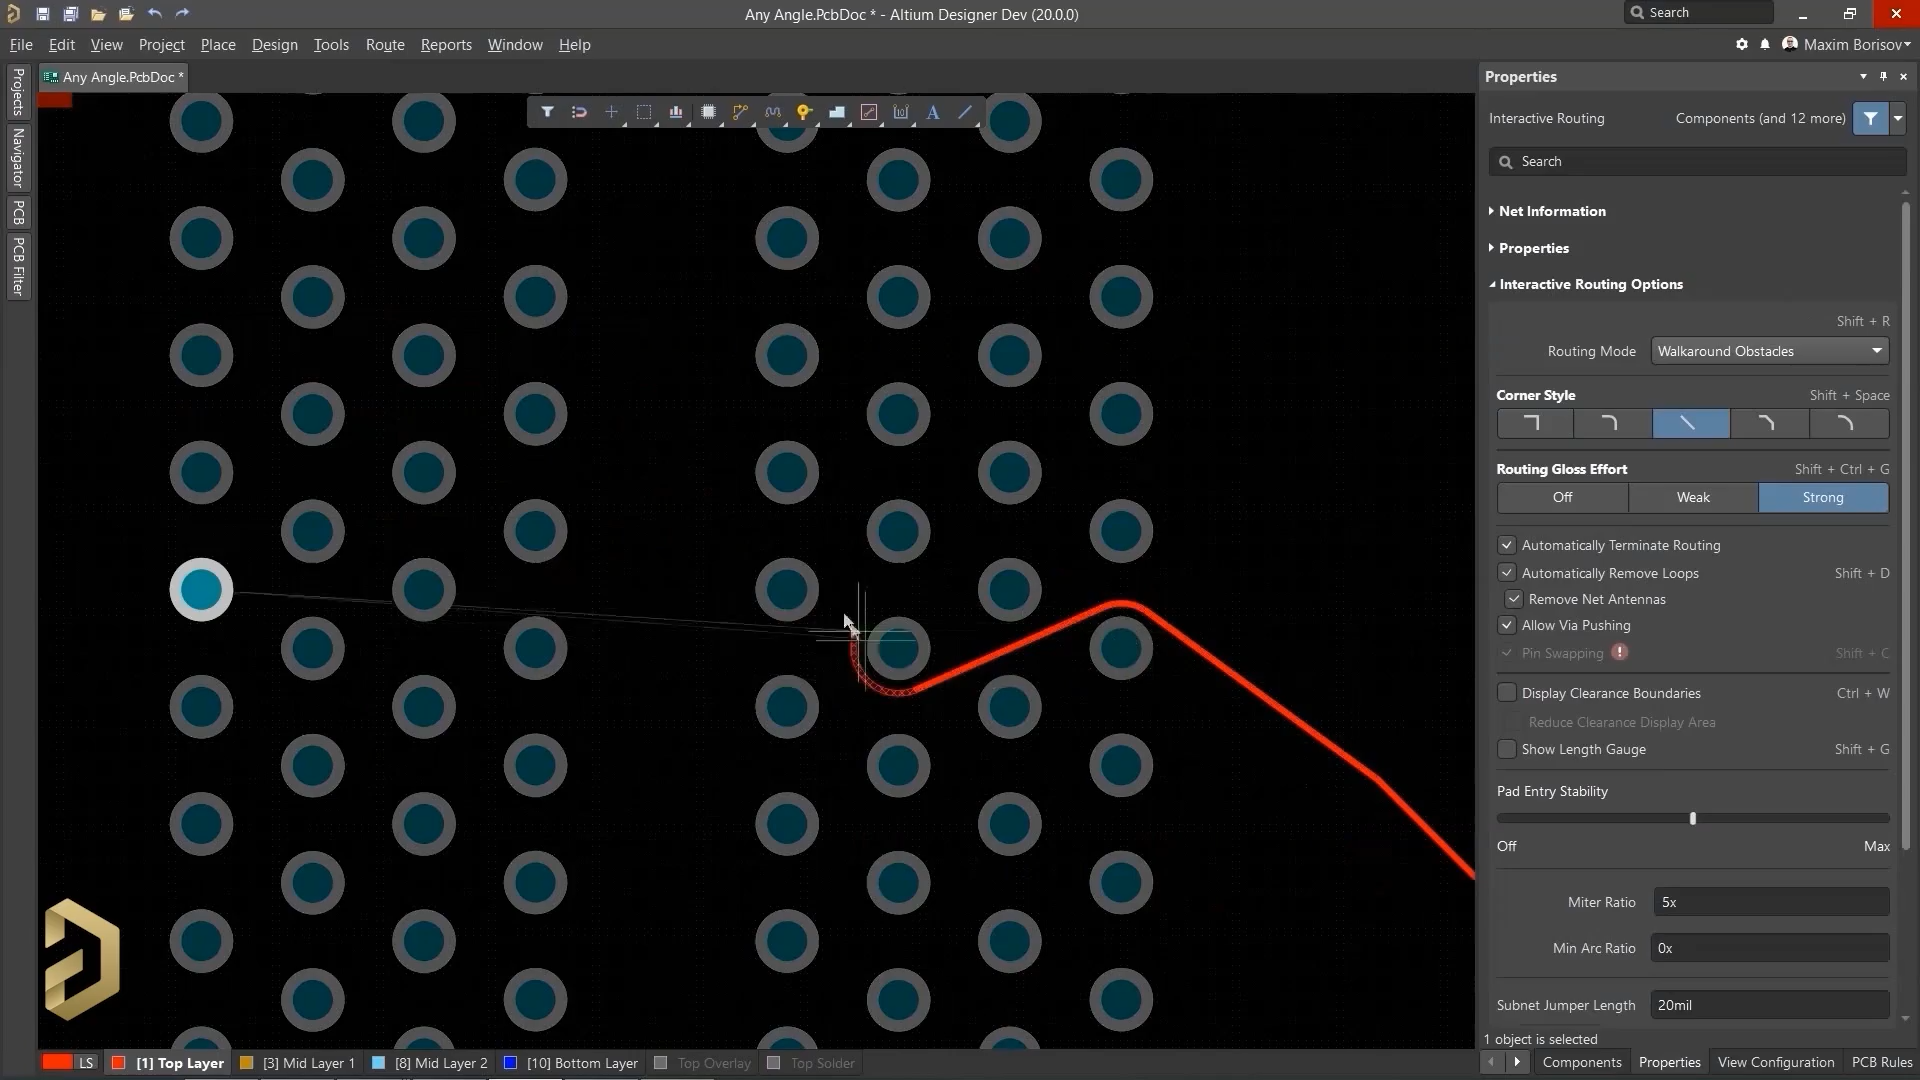 Any Angle.PcbDoc * - Altium Designer Dev (20.0.0)
Search
File Edit View Project Place Design Tools Route Reports Window Help
Maxim Borisov
Projects
Navigator
PCB
PCB Filter
Any Angle.PcbDoc *
A
Properties
Interactive Routing Components (and 12 more)
Search
Net Information
Properties
Interactive Routing Options
Shift + R
Routing Mode Walkaround Obstacles
Corner Style Shift + Space
Routing Gloss Effort Shift + Ctrl + G
Off Weak Strong
Automatically Terminate Routing
Automatically Remove Loops Shift + D
Remove Net Antennas
Allow Via Pushing
Pin Swapping Shift + C
Display Clearance Boundaries Ctrl + W
Reduce Clearance Display Area
Show Length Gauge Shift + G
Pad Entry Stability
Off Max
Miter Ratio 5x
Min Arc Ratio 0x
Subnet Jumper Length 20mil
1 object is selected
LS [1] Top Layer [3] Mid Layer 1 [8] Mid Layer 2 [10] Bottom Layer Top Overlay Top Solder
Components Properties View Configuration PCB Rules